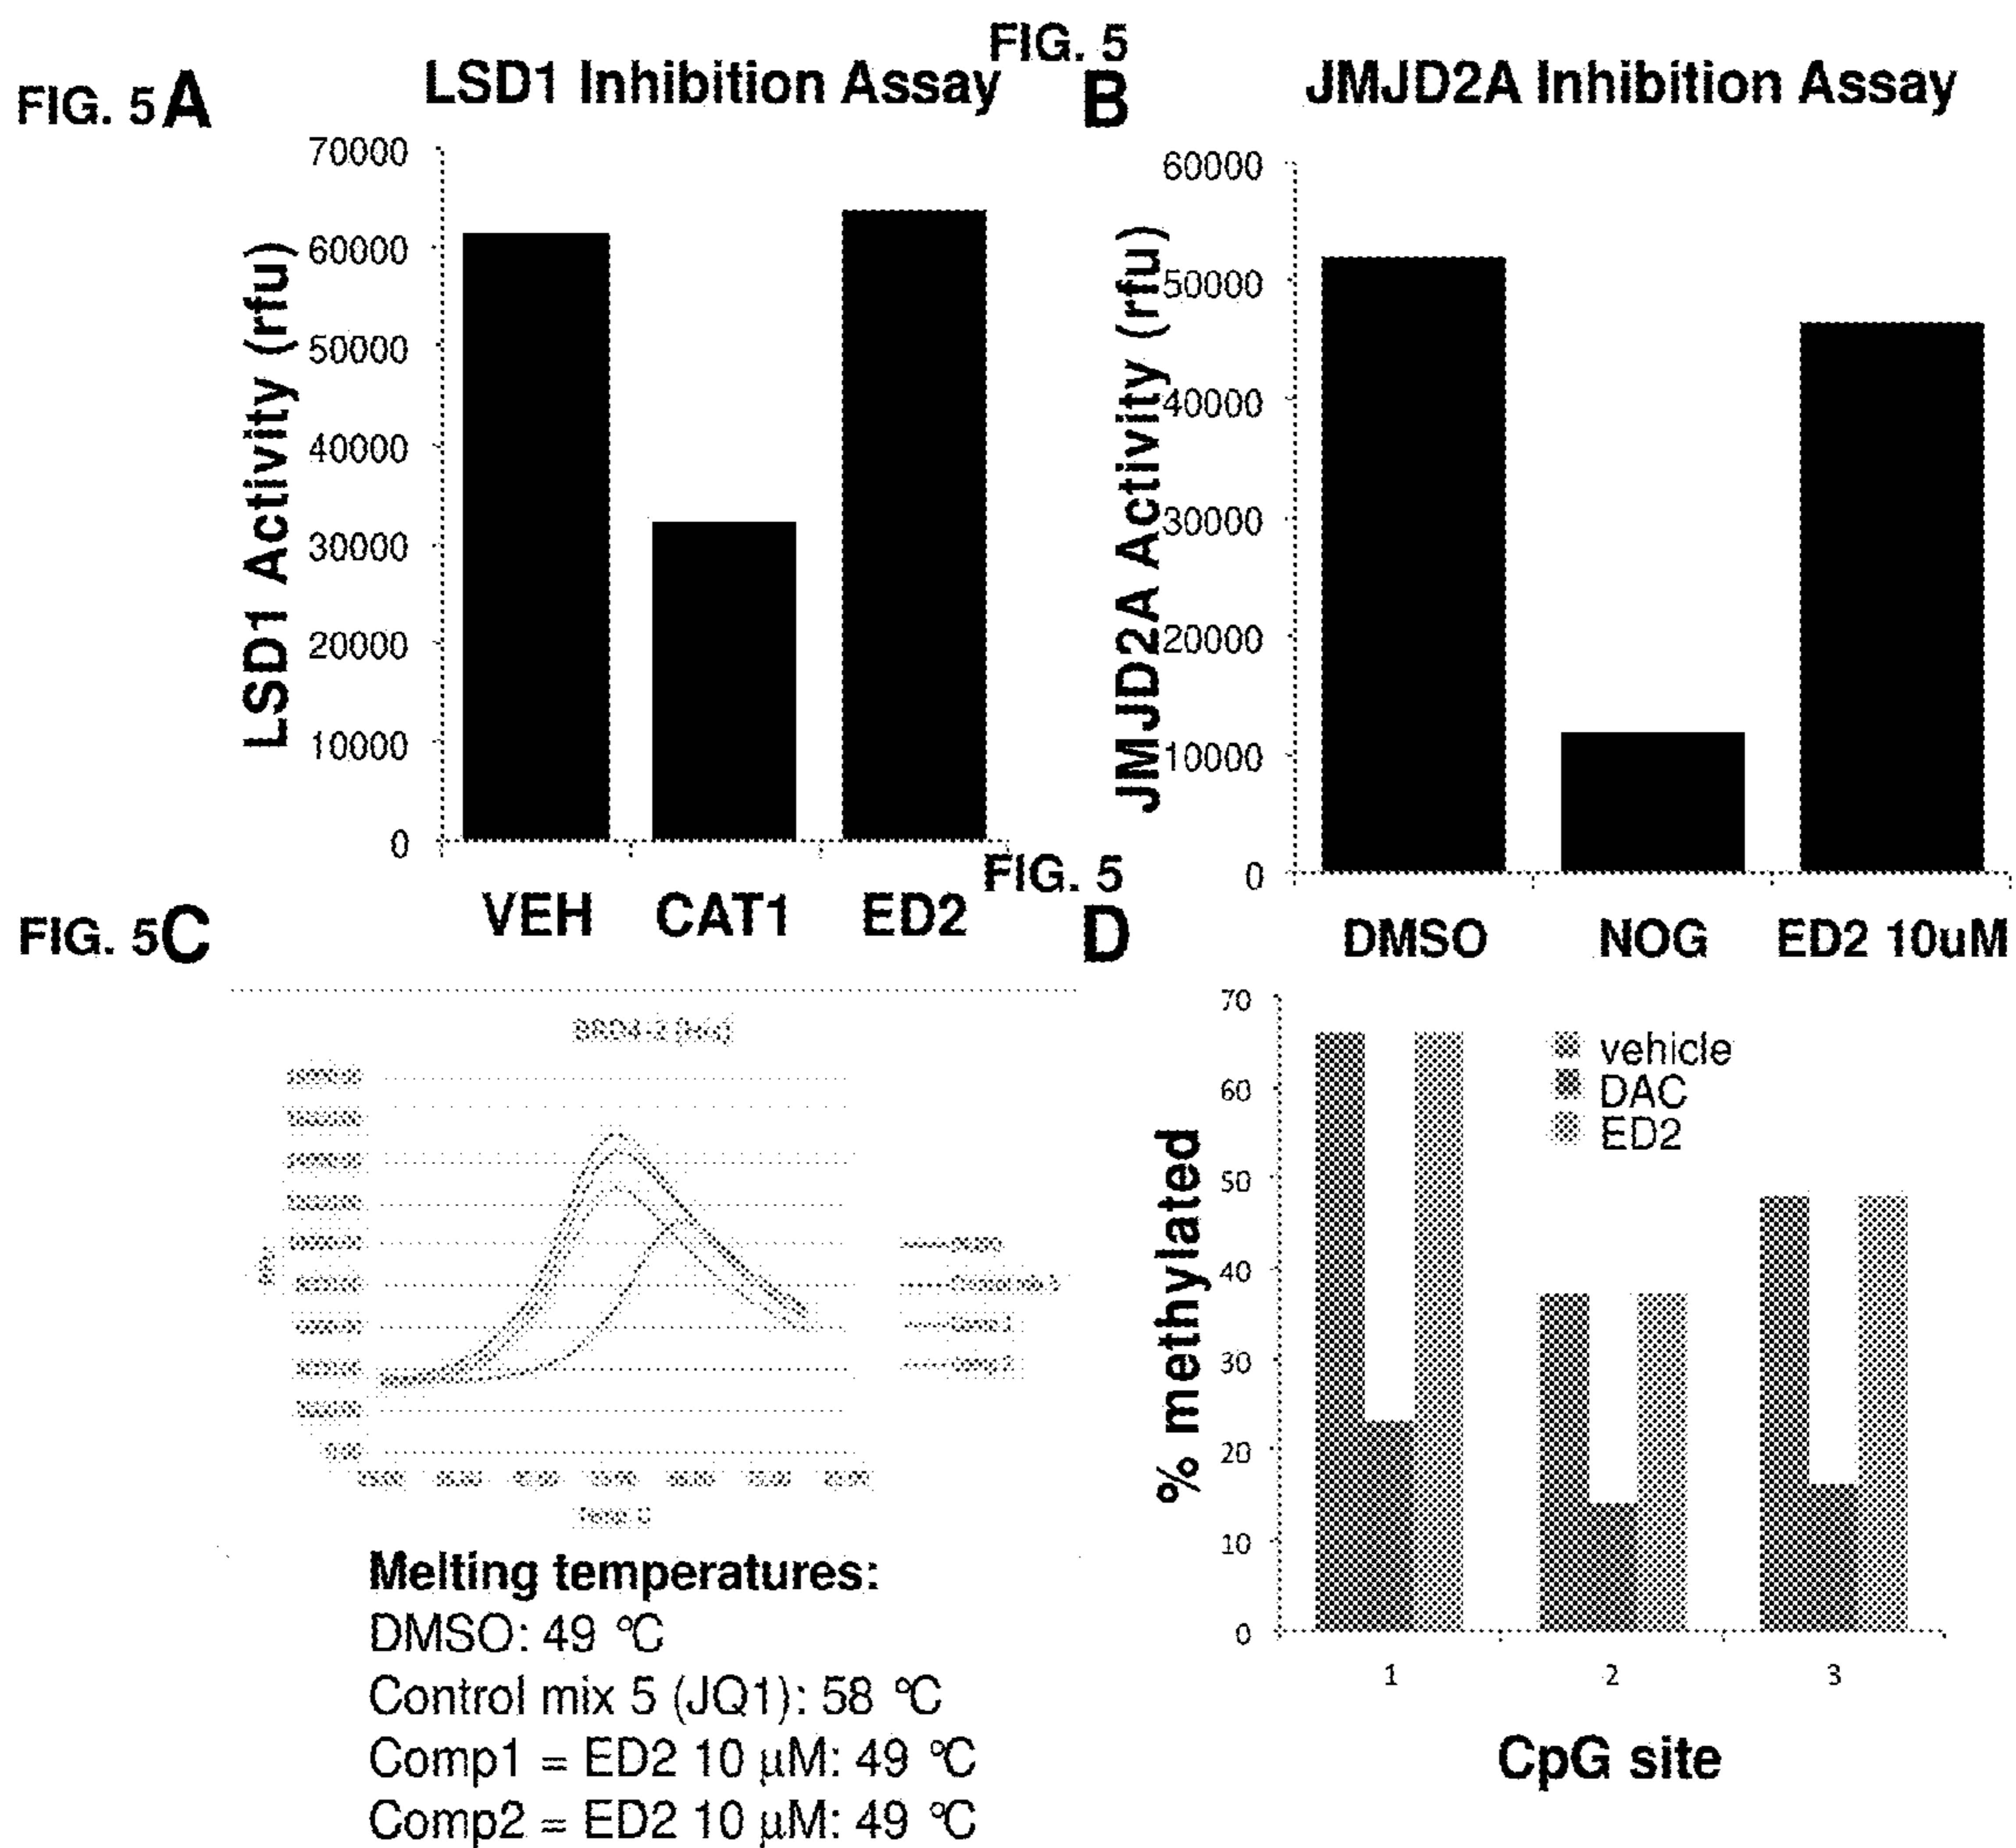 FIG. 5A
LSD1 Inhibition Assay
70000
60000
50000
40000
30000
20000
10000
0
LSD1 Activity (rfu)
VEH CAT1 ED2
FIG. 5
B
JMJD2A Inhibition Assay
60000
50000
40000
30000
20000
10000
0
JMJD2A Activity (rfu)
DMSO NOG ED2 10uM
FIG. 5C
Melting temperatures:
DMSO: 49 °C
Control mix 5 (JQ1): 58 °C
Comp1 = ED2 10 µM: 49 °C
Comp2 = ED2 10 µM: 49 °C
FIG. 5
D
70
60
50
40
30
20
10
0
% methylated
vehicle
DAC
ED2
1 2 3
CpG site